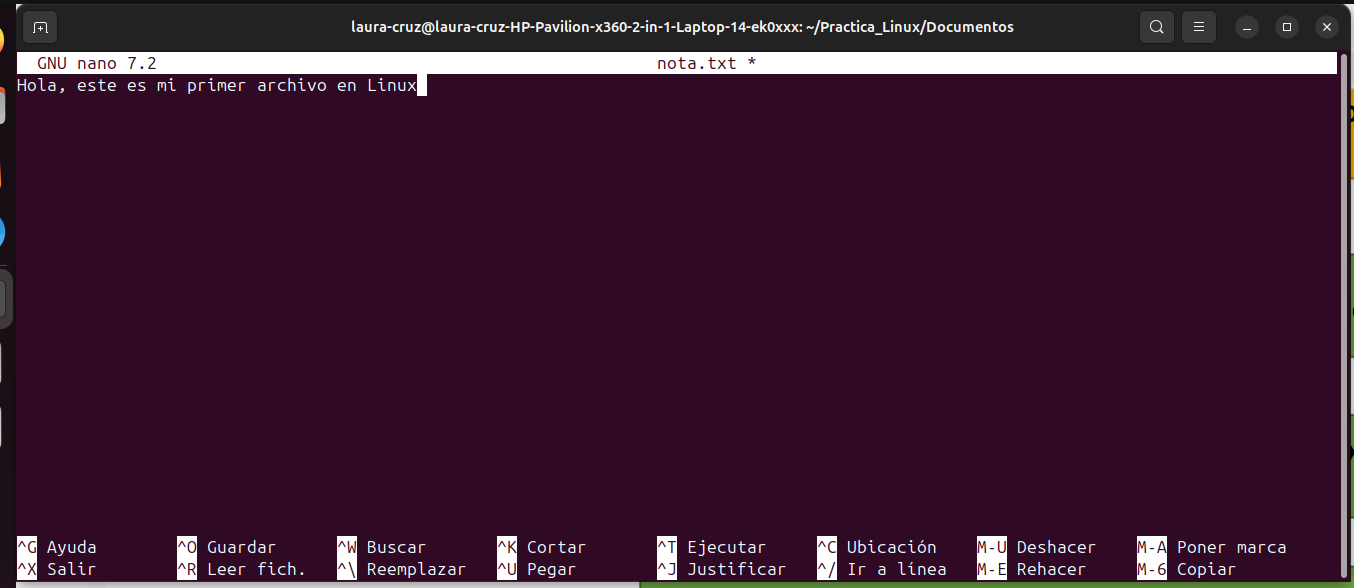 laura-cruz@laura-cruz-HP-Pavilion-x360-2-in-1-Laptop-14-ek0xxx: ~/Practica_Linux/Documentos
GNU nano 7.2 nota.txt *
Hola, este es mi primer archivo en Linux
^G Ayuda ^O Guardar ^W Buscar ^K Cortar ^T Ejecutar ^C Ubicación M-U Deshacer M-A Poner marca
^X Salir ^R Leer fich. ^\ Reemplazar ^U Pegar ^J Justificar ^/ Ir a línea M-E Rehacer M-6 Copiar